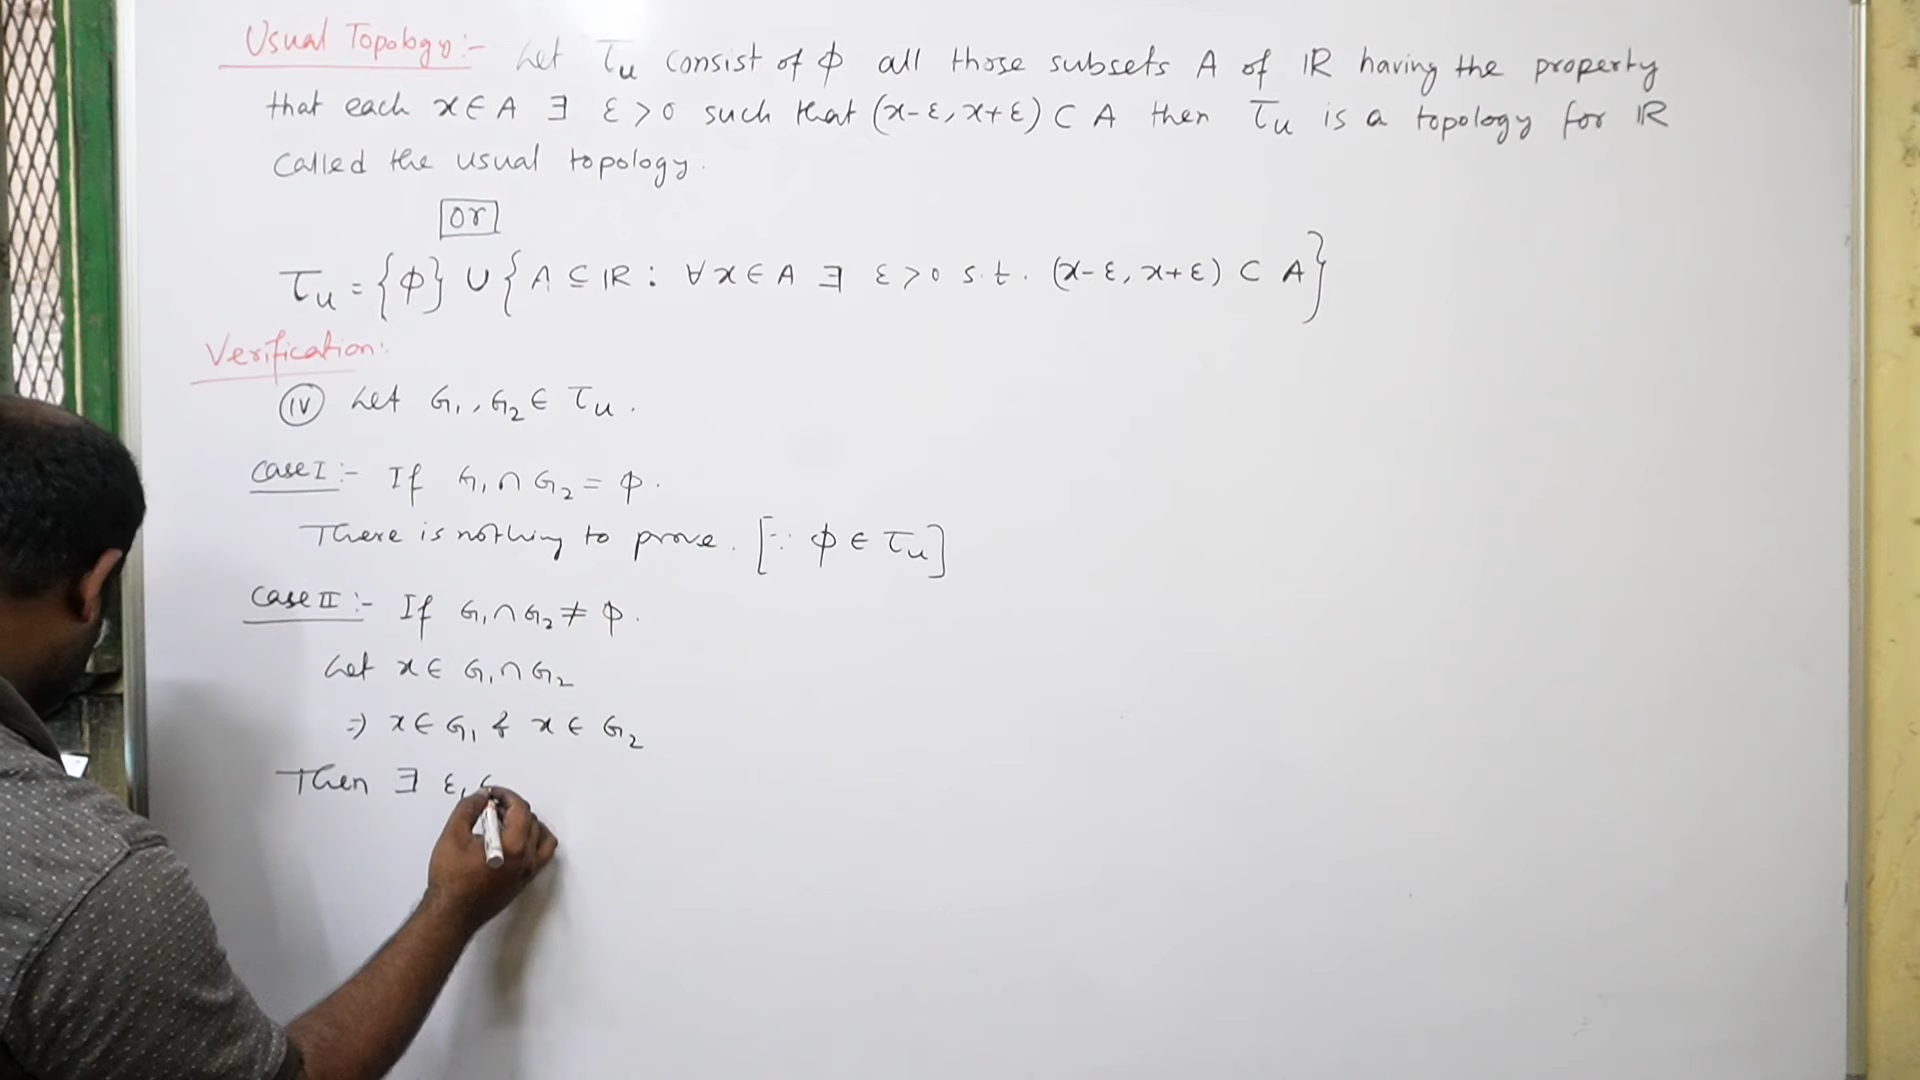 Usual Topology:- Let τu consist of ϕ all those subsets A of ℝ having the property
that each x∈A ∃ ε>0 such that (x-ε, x+ε) ⊂ A then τu is a topology for ℝ
called the usual topology.
or
τu = {ϕ} ∪ {A ⊆ ℝ : ∀x∈A ∃ ε>0 s.t. (x-ε, x+ε) ⊂ A}
Verification:
(iv) Let G₁, G₂ ∈ τu.
Case I :- If G₁∩G₂ = ϕ.
There is nothing to prove. [∵ ϕ ∈ τu]
Case II :- If G₁∩G₂ ≠ ϕ.
Let x∈ G₁∩G₂
⇒ x∈G₁ & x∈G₂
Then ∃ ε₁